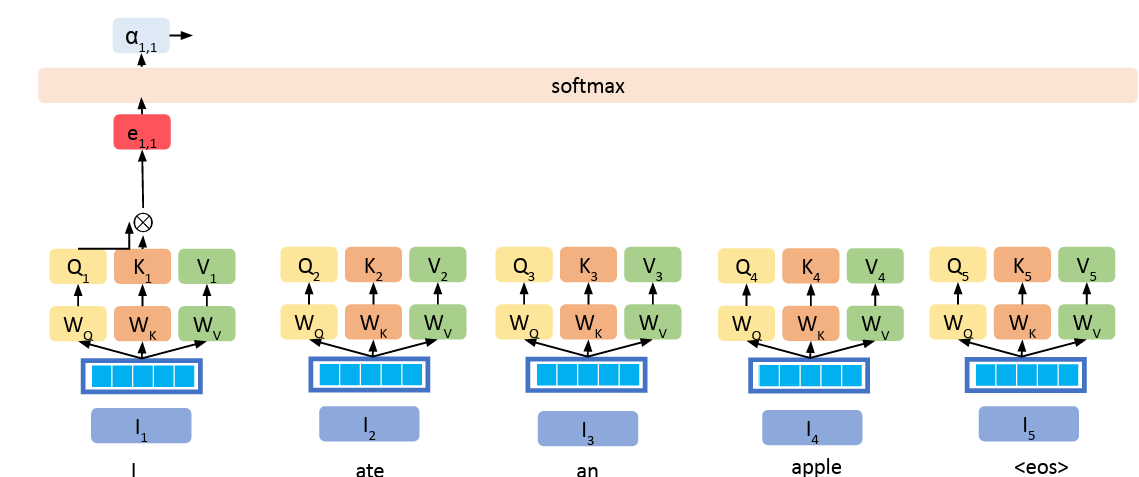 α1,1
softmax
e1,1
Q1 K1 V1 Q2 K2 V2 Q3 K3 V3 Q4 K4 V4 Q5 K5 V5
WQ WK WV WQ WK WV WQ WK WV WQ WK WV WQ WK WV
I1 I2 I3 I4 I5
I ate an apple <eos>